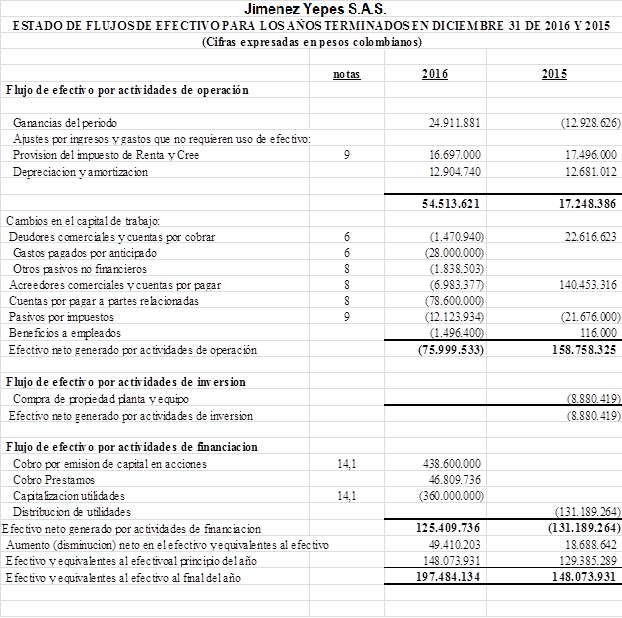 Jimenez Yepes S.A.S.
ESTADO DE FLUJOS DE EFECTIVO PARA LOS AÑOS TERMINADOS EN DICIEMBRE 31 DE 2016 Y 2015
(Cifras expresadas en pesos colombianos)
notas 2016 2015
Flujo de efectivo por actividades de operación
Ganancias del periodo 24.911.881 (12.928.626)
Ajustes por ingresos y gastos que no requieren uso de efectivo:
Provision del impuesto de Renta y Cree 9 16.697.000 17.496.000
Depreciacion y amortizacion 12.904.740 12.681.012
54.513.621 17.248.386
Cambios en el capital de trabajo:
Deudores comerciales y cuentas por cobrar 6 (1.470.940) 22.616.623
Gastos pagados por anticipado 6 (28.000.000)
Otros pasivos no financieros 8 (1.838.503)
Acreedores comerciales y cuentas por pagar 8 (6.983.377) 140.453.316
Cuentas por pagar a partes relacionadas 8 (78.600.000)
Pasivos por impuestos 9 (12.123.934) (21.676.000)
Beneficios a empleados (1.496.400) 116.000
Efectivo neto generado por actividades de operación (75.999.533) 158.758.325
Flujo de efectivo por actividades de inversion
Compra de propiedad planta y equipo (8.880.419)
Efectivo neto generado por actividades de inversion (8.880.419)
Flujo de efectivo por actividades de financiacion
Cobro por emision de capital en acciones 14,1 438.600.000
Cobro Prestamos 46.809.736
Capitalizacion utilidades 14,1 (360.000.000)
Distribucion de utilidades (131.189.264)
Efectivo neto generado por actividades de financiacion 125.409.736 (131.189.264)
Aumento (disminucion) neto en el efectivo y equivalentes al efectivo 49.410.203 18.688.642
Efectivo y equivalentes al efectivoal principio del año 148.073.931 129.385.289
Efectivo y equivalentes al efectivo al final del año 197.484.134 148.073.931